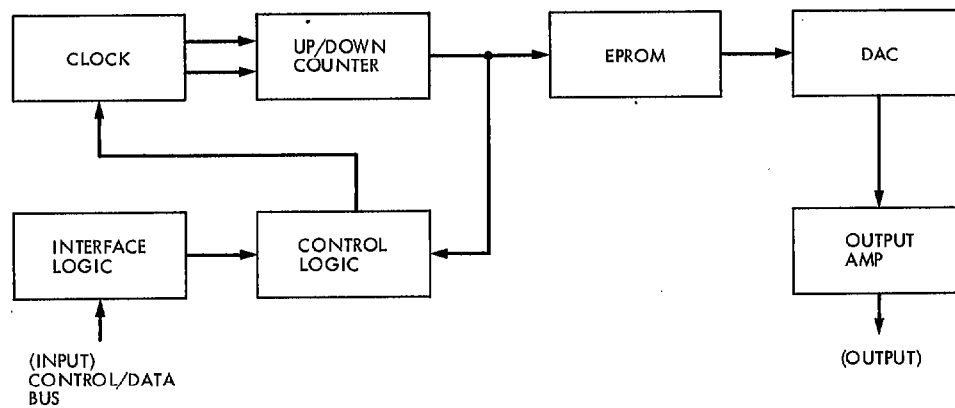 CLOCK
UP/DOWN
COUNTER
EPROM
DAC
INTERFACE
LOGIC
CONTROL
LOGIC
OUTPUT
AMP
(INPUT)
CONTROL/DATA
BUS
(OUTPUT)